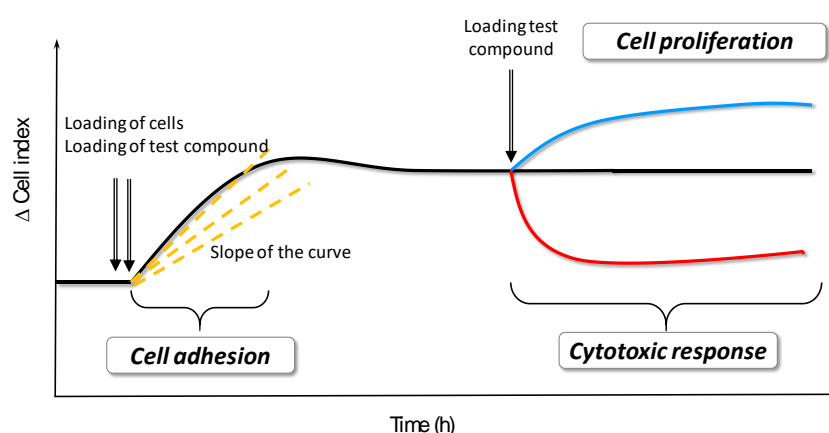 Loading test
compound
Cell proliferation
Loading of cells
Loading of test compound
Δ Cell index
Slope of the curve
Cell adhesion
Cytotoxic response
Time (h)